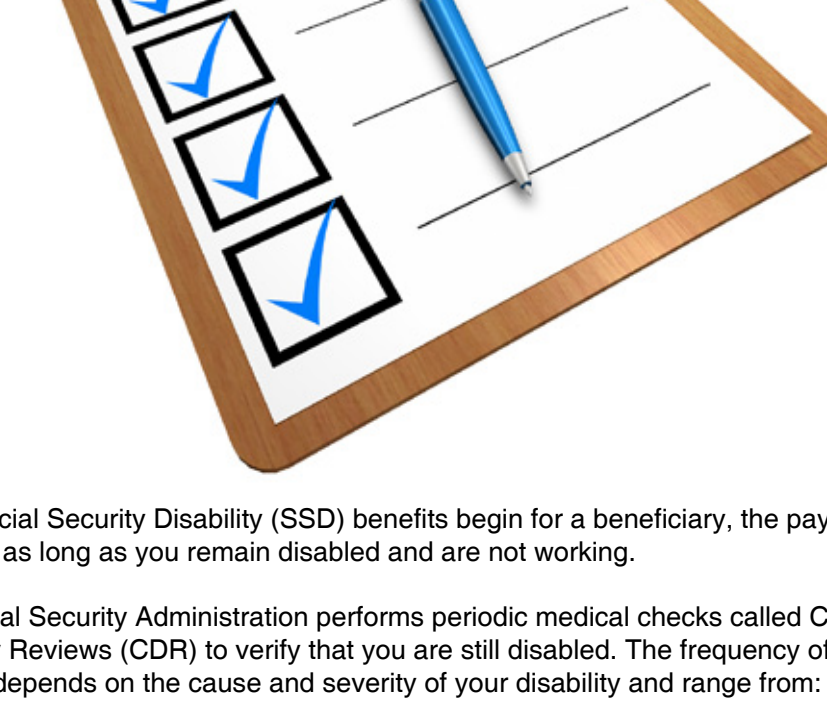 cial Security Disability (SSD) benefits begin for a beneficiary, the pay
as long as you remain disabled and are not working.
al Security Administration performs periodic medical checks called C
Reviews (CDR) to verify that you are still disabled. The frequency of
depends on the cause and severity of your disability and range from: